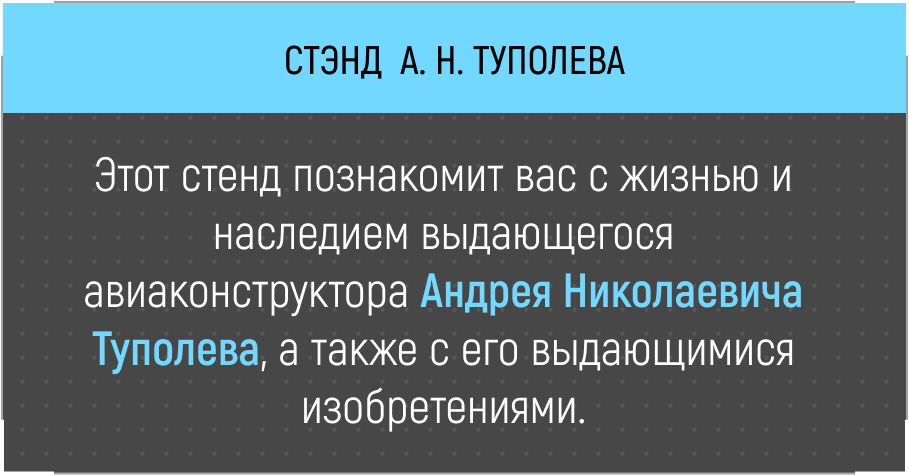 СТЭНД А. Н. ТУПОЛЕВА
Этот стенд познакомит вас с жизнью и
наследием выдающегося
авиаконструктора Андрея Николаевича
Туполева, а также с его выдающимися
изобретениями.